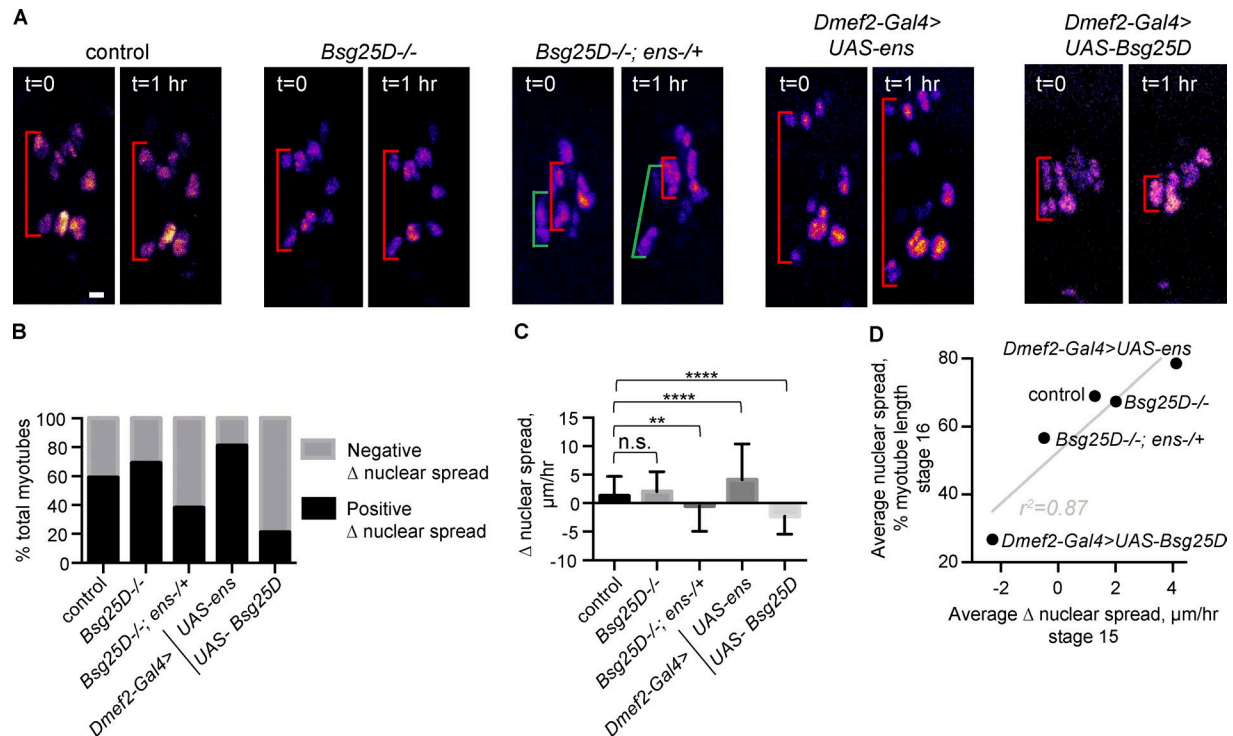 A
control
Bsg25D-/-
Bsg25D-/-; ens-/+
Dmef2-Gal4>
UAS-ens
Dmef2-Gal4>
UAS-Bsg25D
t=0
t=1 hr
t=0
t=1 hr
t=0
t=1 hr
t=0
t=1 hr
t=0
t=1 hr
B
% total myotubes
100
80
60
40
20
0
control
Bsg25D-/-
Bsg25D-/-; ens-/+
Dmef2-Gal4>
UAS-ens
UAS- Bsg25D
Negative
Δ nuclear spread
Positive
Δ nuclear spread
C
Δ nuclear spread,
µm/hr
15
10
5
0
-5
-10
****
****
**
n.s.
control
Bsg25D-/-
Bsg25D-/-; ens-/+
Dmef2-Gal4>
UAS-ens
UAS- Bsg25D
D
Average nuclear spread,
% myotube length
stage 16
80
60
40
20
Dmef2-Gal4>UAS-ens
control
Bsg25D-/-
Bsg25D-/-; ens-/+
r²=0.87
Dmef2-Gal4>UAS-Bsg25D
-2
0
2
4
Average Δ nuclear spread, µm/hr
stage 15